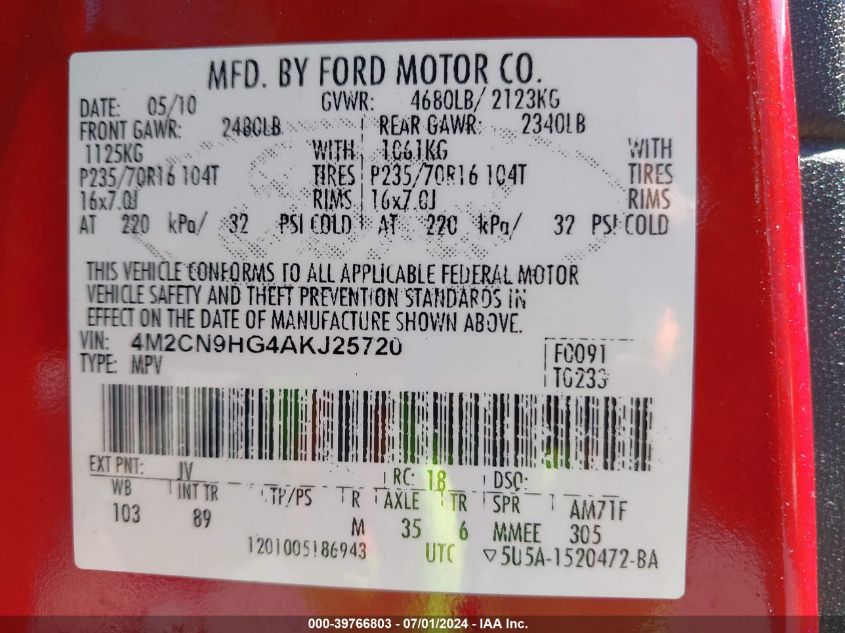 MFD. BY FORD MOTOR CO.
DATE: 05/10 GVWR: 4680LB/ 2123KG
FRONT GAWR: 2480LB REAR GAWR: 2340LB
1125KG WITH 1061KG WITH
P235/70R16 104T TIRES P235/70R16 104T TIRES
16x7.0J RIMS 16x7.0J RIMS
AT 220 kPa/ 32 PSI COLD AT 220 kPa/ 32 PSI COLD
THIS VEHICLE CONFORMS TO ALL APPLICABLE FEDERAL MOTOR
VEHICLE SAFETY AND THEFT PREVENTION STANDARDS IN
EFFECT ON THE DATE OF MANUFACTURE SHOWN ABOVE.
VIN: 4M2CN9HG4AKJ25720 F0091
TYPE: MPV T0233
EXT PNT: JV RC: 18 DSO:
WB INT TR TP/PS R AXLE TR SPR AM71F
103 89 M 35 6 MMEE 305
1201005186943 UTC ▽5U5A-1520472-BA
000-39766803 - 07/01/2024 - IAA Inc.